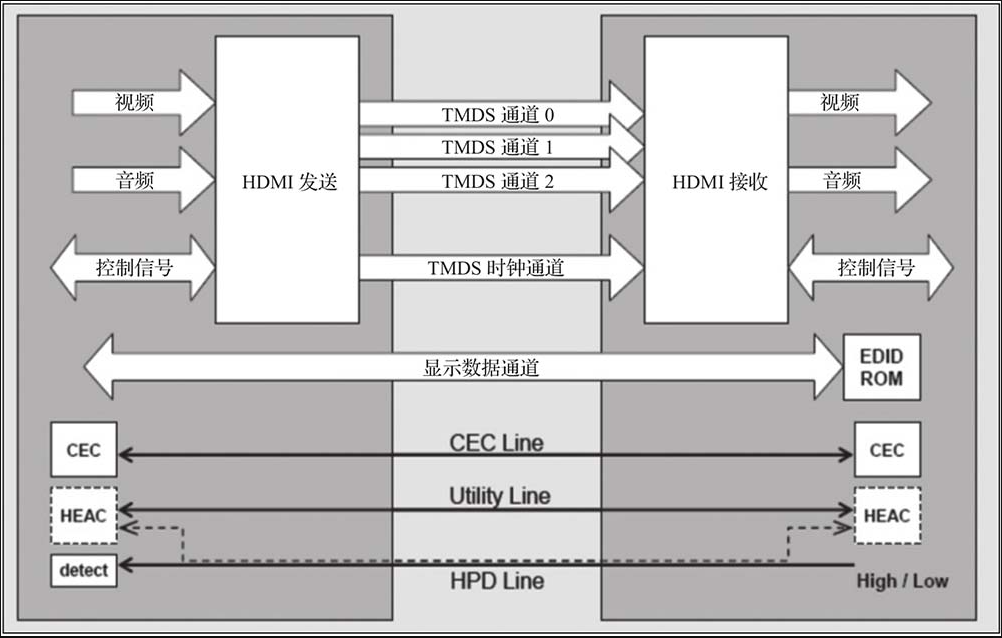 视频
音频
控制信号
HDMI 发送
TMDS 通道 0
TMDS 通道 1
TMDS 通道 2
TMDS 时钟通道
HDMI 接收
视频
音频
控制信号
显示数据通道
EDID
ROM
CEC
CEC Line
CEC
HEAC
Utility Line
HEAC
detect
HPD Line
High / Low